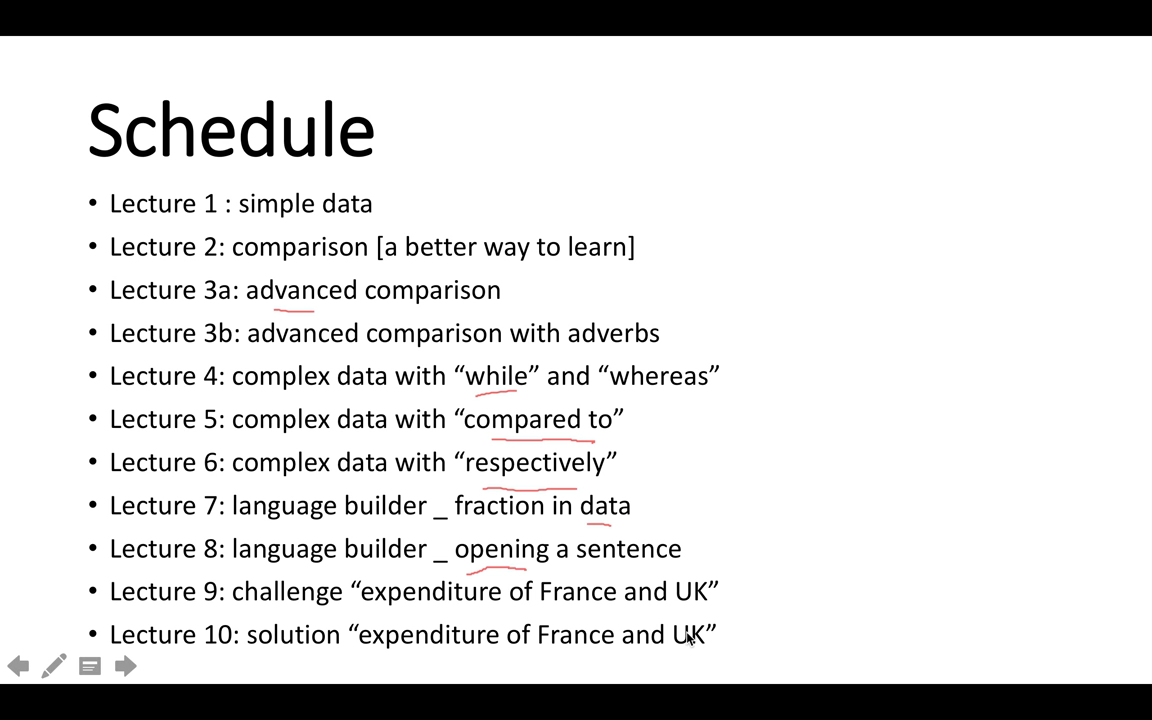 Schedule
• Lecture 1 : simple data
• Lecture 2: comparison [a better way to learn]
• Lecture 3a: advanced comparison
• Lecture 3b: advanced comparison with adverbs
• Lecture 4: complex data with “while” and “whereas”
• Lecture 5: complex data with “compared to”
• Lecture 6: complex data with “respectively”
• Lecture 7: language builder _ fraction in data
• Lecture 8: language builder _ opening a sentence
• Lecture 9: challenge “expenditure of France and UK”
• Lecture 10: solution “expenditure of France and UK”